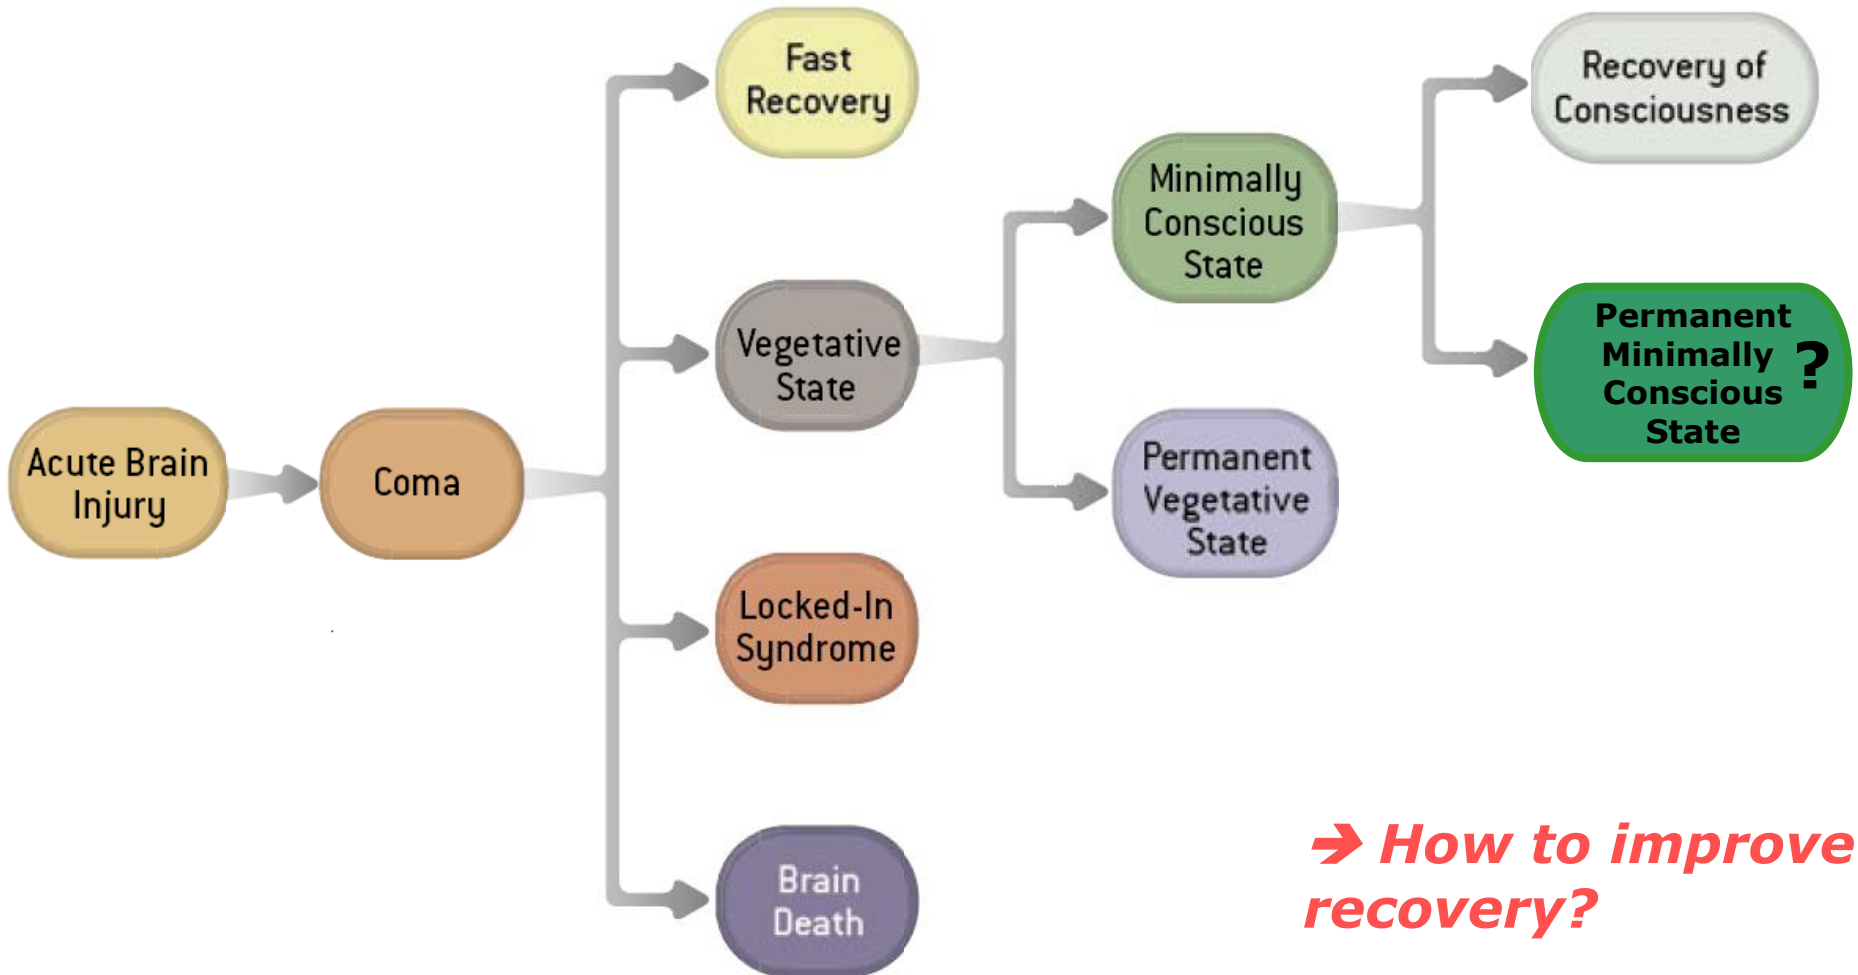 Acute Brain
Injury
Coma
Fast
Recovery
Vegetative
State
Locked-In
Syndrome
Brain
Death
Minimally
Conscious
State
Permanent
Vegetative
State
Recovery of
Consciousness
Permanent
Minimally ?
Conscious
State
➔ How to improve
recovery?